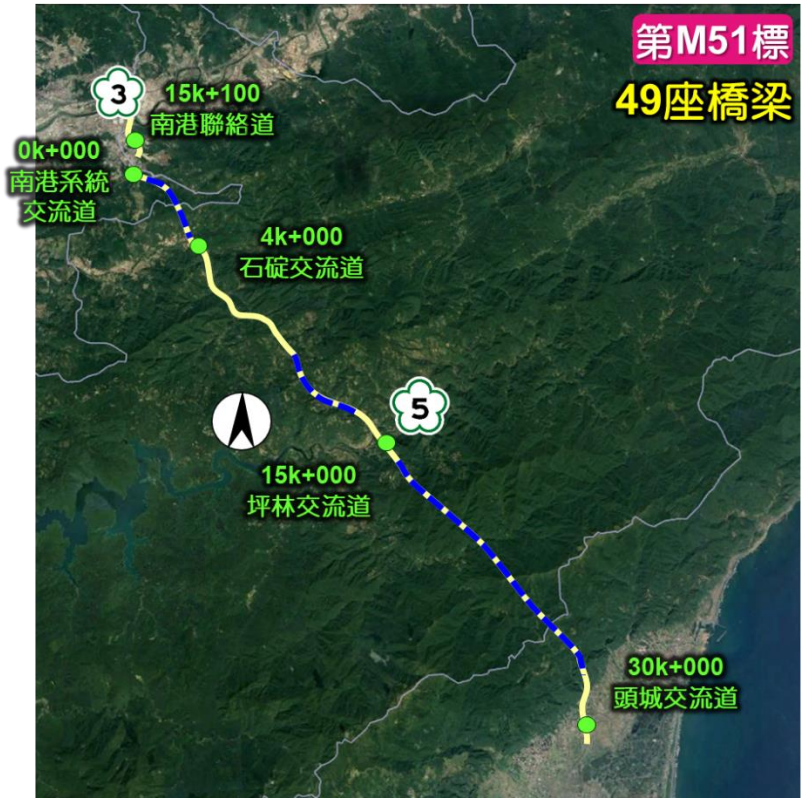 第M51標
49座橋梁
3
15k+100
南港聯絡道
0k+000
南港系統
交流道
4k+000
石碇交流道
5
15k+000
坪林交流道
30k+000
頭城交流道